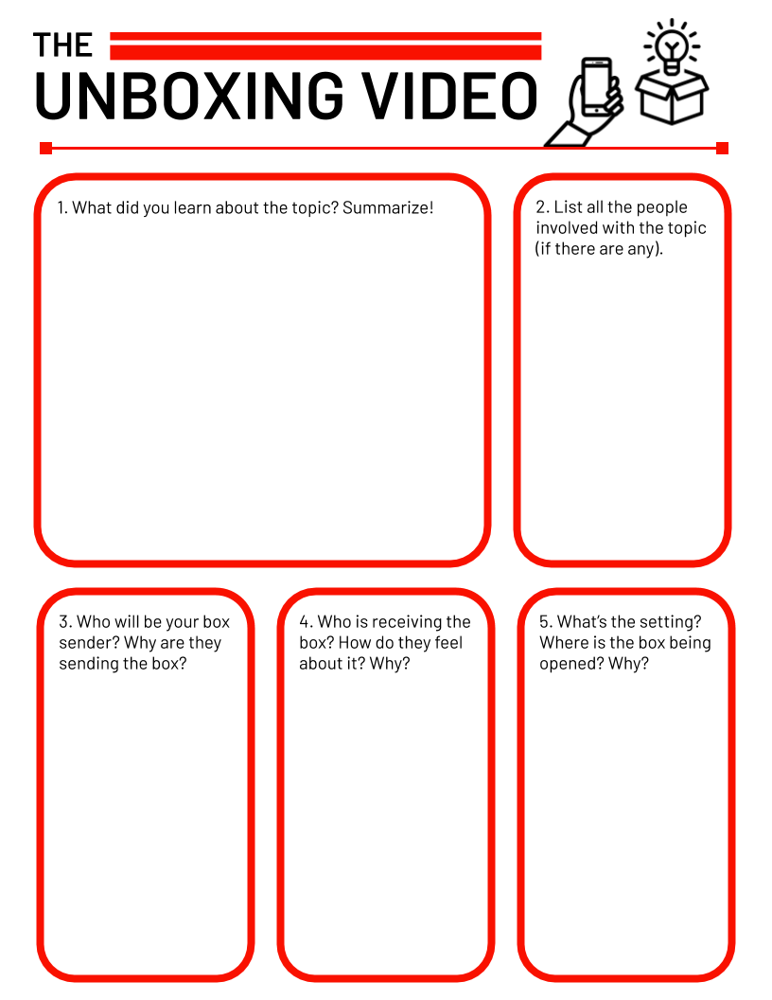 THE
UNBOXING VIDEO
1. What did you learn about the topic? Summarize!
2. List all the people
involved with the topic
(if there are any).
3. Who will be your box
sender? Why are they
sending the box?
4. Who is receiving the
box? How do they feel
about it? Why?
5. What’s the setting?
Where is the box being
opened? Why?